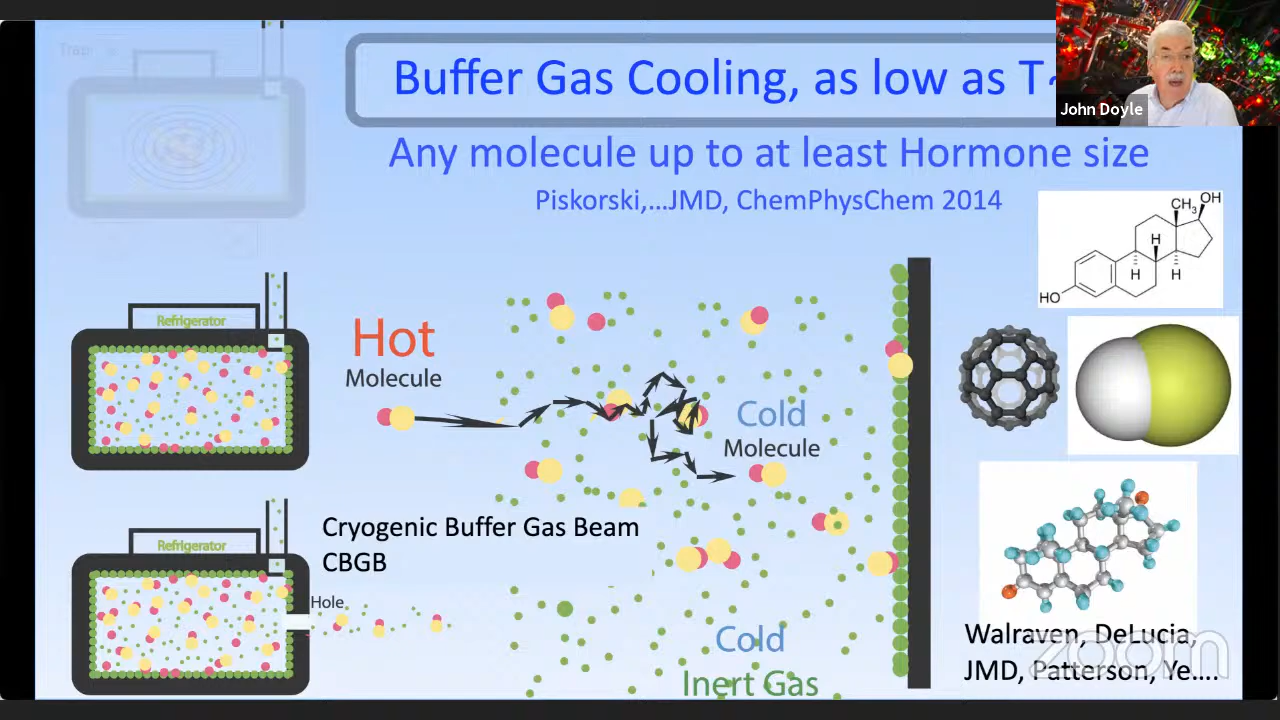 Trap
Buffer Gas Cooling, as low as T~
John Doyle
Any molecule up to at least Hormone size
Piskorski,...JMD, ChemPhysChem 2014
CH₃
OH
H
H
H
HO
Refrigerator
Hot
Molecule
Cold
Molecule
Cryogenic Buffer Gas Beam
CBGB
Refrigerator
Hole
Cold
Inert Gas
Walraven, DeLucia,
JMD, Patterson, Ye....
zoom